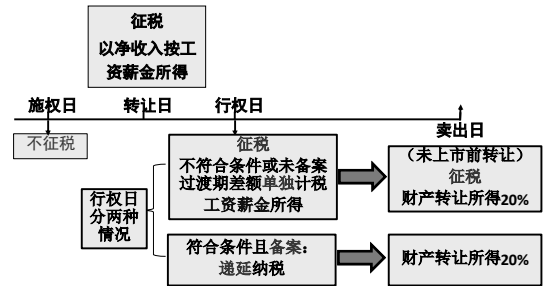 征税
以净收入按工
资薪金所得
施权日
转让日
行权日
卖出日
不征税
征税
不符合条件或未备案
过渡期差额单独计税
工资薪金所得
（未上市前转让）
征税
财产转让所得20%
行权日
分两种
情况
符合条件且备案：
递延纳税
财产转让所得20%